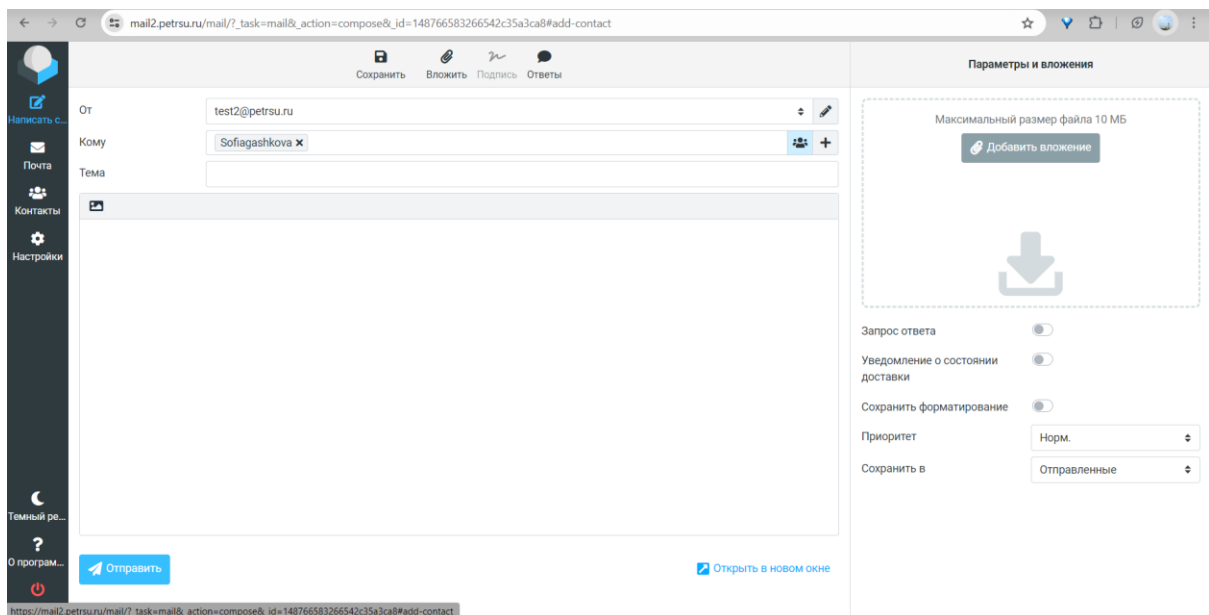 mail2.petrsu.ru/mail/?_task=mail&_action=compose&_id=148766583266542c35a3ca8#add-contact
Сохранить Вложить Подпись Ответы
Параметры и вложения
Написать с...
Почта
Контакты
Настройки
Темный ре...
О програм...
От test2@petrsu.ru
Кому Sofiagashkova
Тема
Отправить
Открыть в новом окне
Максимальный размер файла 10 МБ
Добавить вложение
Запрос ответа
Уведомление о состоянии
доставки
Сохранить форматирование
Приоритет Норм.
Сохранить в Отправленные
https://mail2.petrsu.ru/mail/?_task=mail&_action=compose&_id=148766583266542c35a3ca8#add-contact